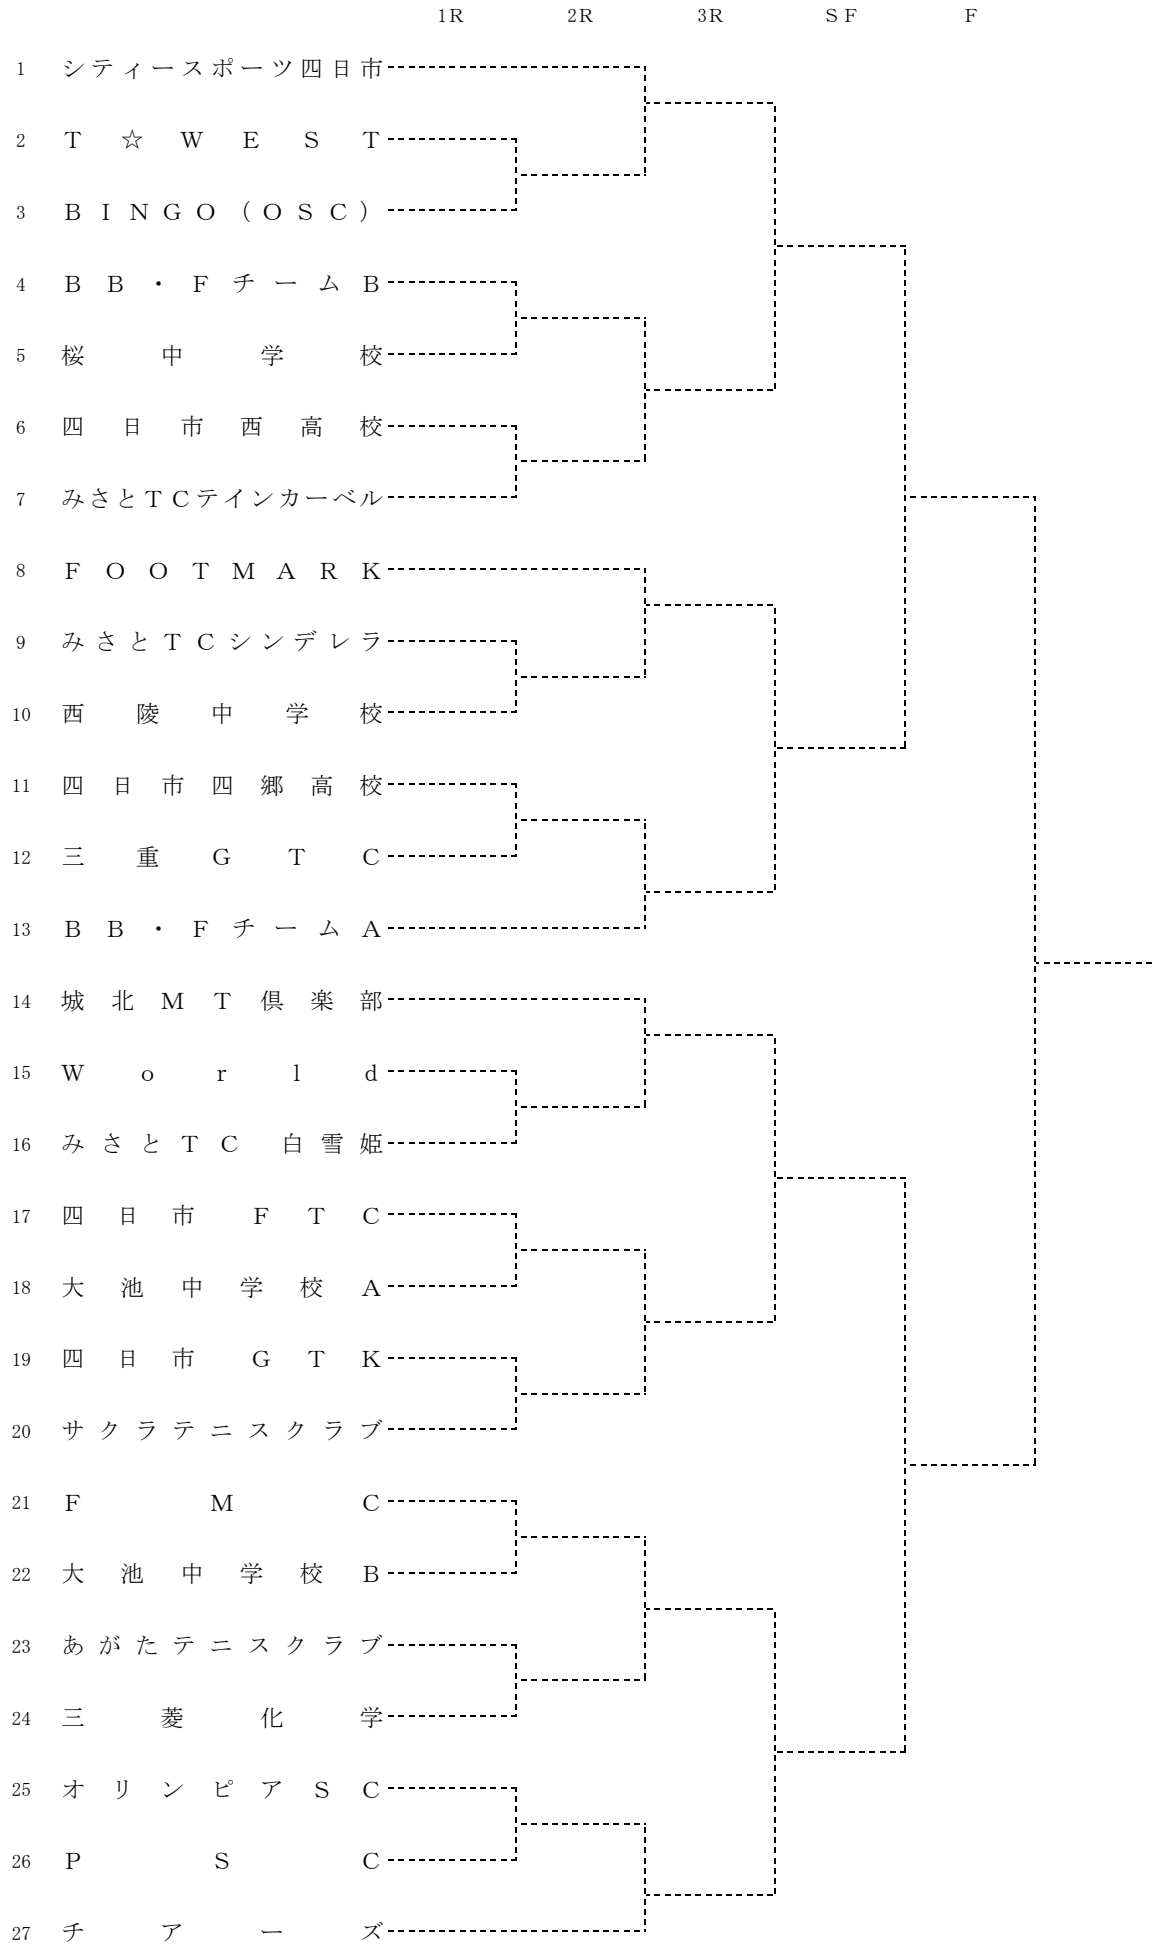 1R 2R 3R ＳＦ Ｆ
1 シティースポーツ四日市
2 Ｔ☆ＷＥＳＴ
3 ＢＩＮＧＯ（ＯＳＣ）
4 ＢＢ・ＦチームＢ
5 桜中学校
6 四日市西高校
7 みさとＴＣテインカーベル
8 ＦＯＯＴＭＡＲＫ
9 みさとＴＣシンデレラ
10 西陵中学校
11 四日市四郷高校
12 三重ＧＴＣ
13 ＢＢ・ＦチームＡ
14 城北ＭＴ倶楽部
15 Ｗｏｒｌｄ
16 みさとＴＣ 白雪姫
17 四日市 ＦＴＣ
18 大池中学校Ａ
19 四日市 ＧＴＫ
20 サクラテニスクラブ
21 ＦＭＣ
22 大池中学校Ｂ
23 あがたテニスクラブ
24 三菱化学
25 オリンピアＳＣ
26 ＰＳＣ
27 チアーズ